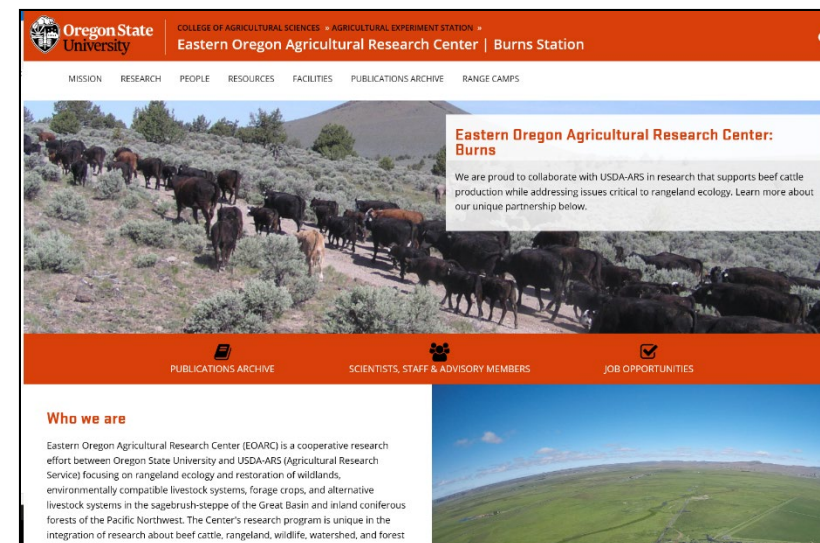 Oregon State
University
COLLEGE OF AGRICULTURAL SCIENCES » AGRICULTURAL EXPERIMENT STATION »
Eastern Oregon Agricultural Research Center | Burns Station
MISSION RESEARCH PEOPLE RESOURCES FACILITIES PUBLICATIONS ARCHIVE RANGE CAMPS
Eastern Oregon Agricultural Research Center:
Burns
We are proud to collaborate with USDA-ARS in research that supports beef cattle
production while addressing issues critical to rangeland ecology. Learn more about
our unique partnership below.
PUBLICATIONS ARCHIVE
SCIENTISTS, STAFF & ADVISORY MEMBERS
JOB OPPORTUNITIES
Who we are
Eastern Oregon Agricultural Research Center (EOARC) is a cooperative research
effort between Oregon State University and USDA-ARS (Agricultural Research
Service) focusing on rangeland ecology and restoration of wildlands,
environmentally compatible livestock systems, forage crops, and alternative
livestock systems in the sagebrush-steppe of the Great Basin and inland coniferous
forests of the Pacific Northwest. The Center's research program is unique in the
integration of research about beef cattle, rangeland, wildlife, watershed, and forest